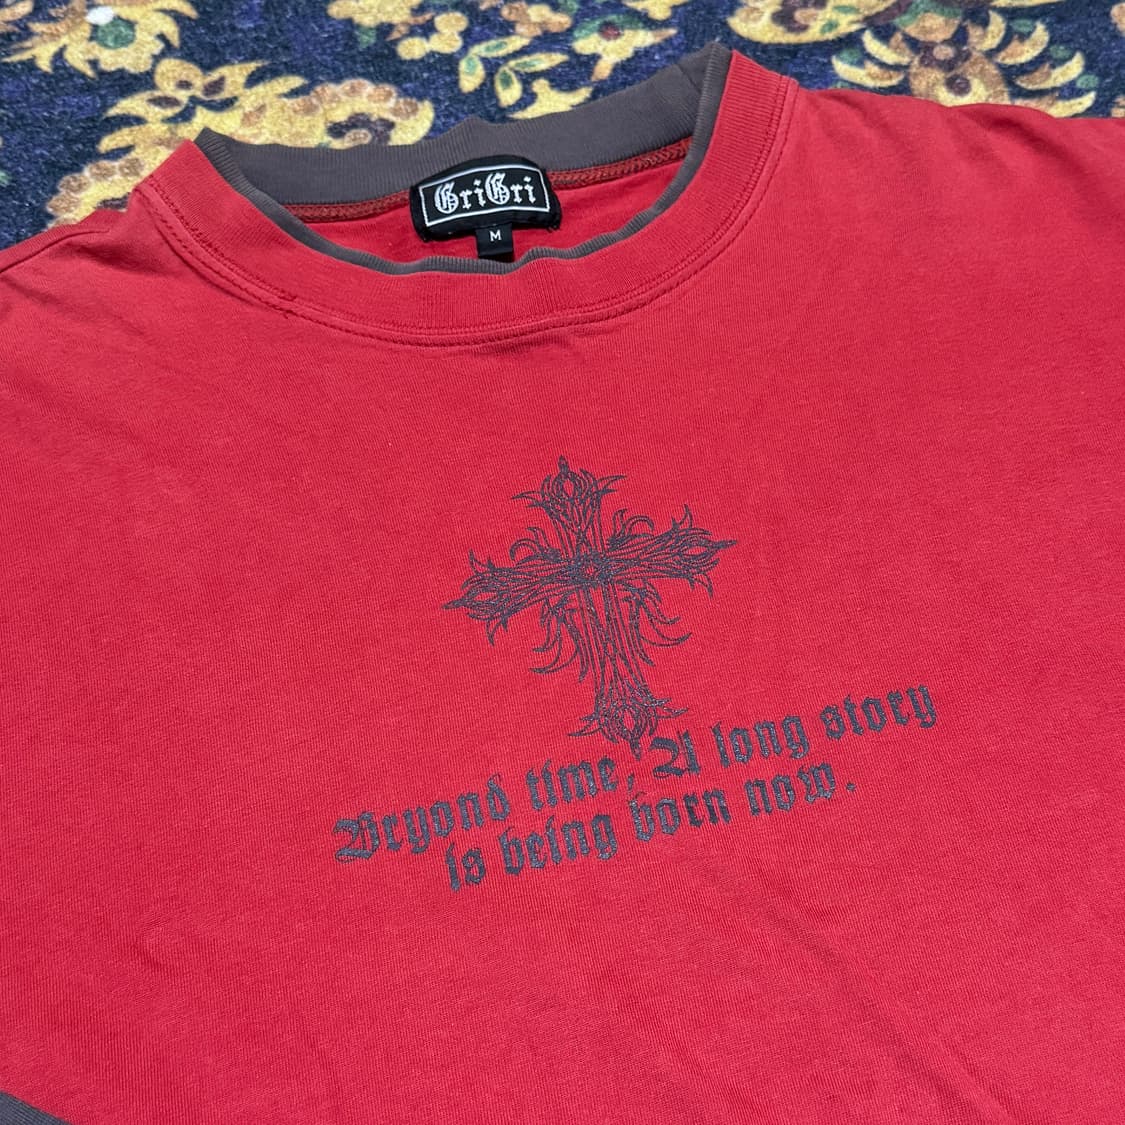 GriGri
M
Beyond time, A long story
is being born now.